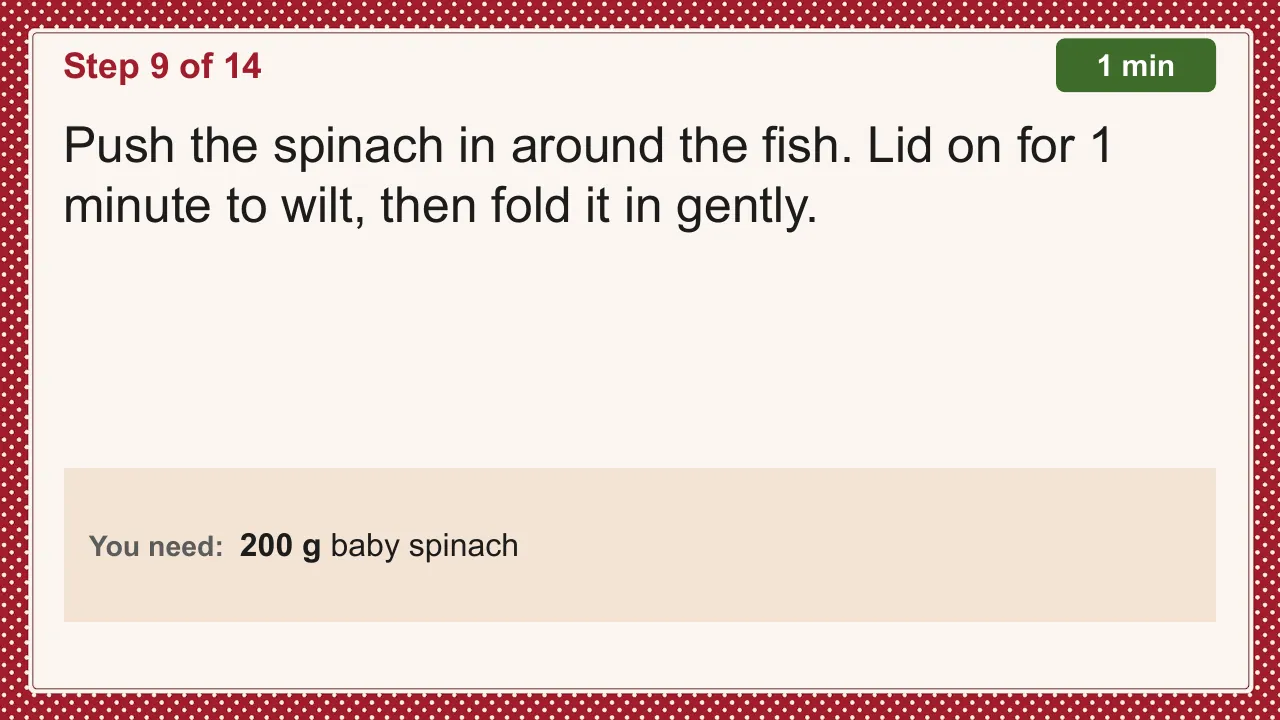 Step 9 of 14
1 min
Push the spinach in around the fish. Lid on for 1
minute to wilt, then fold it in gently.
You need: 200 g baby spinach